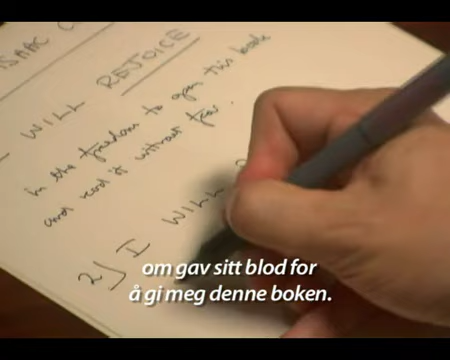 ISAAC C
WILL REJOICE
in the freedom to open this book
and read it without fear.
2) I WILL
om gav sitt blod for
å gi meg denne boken.